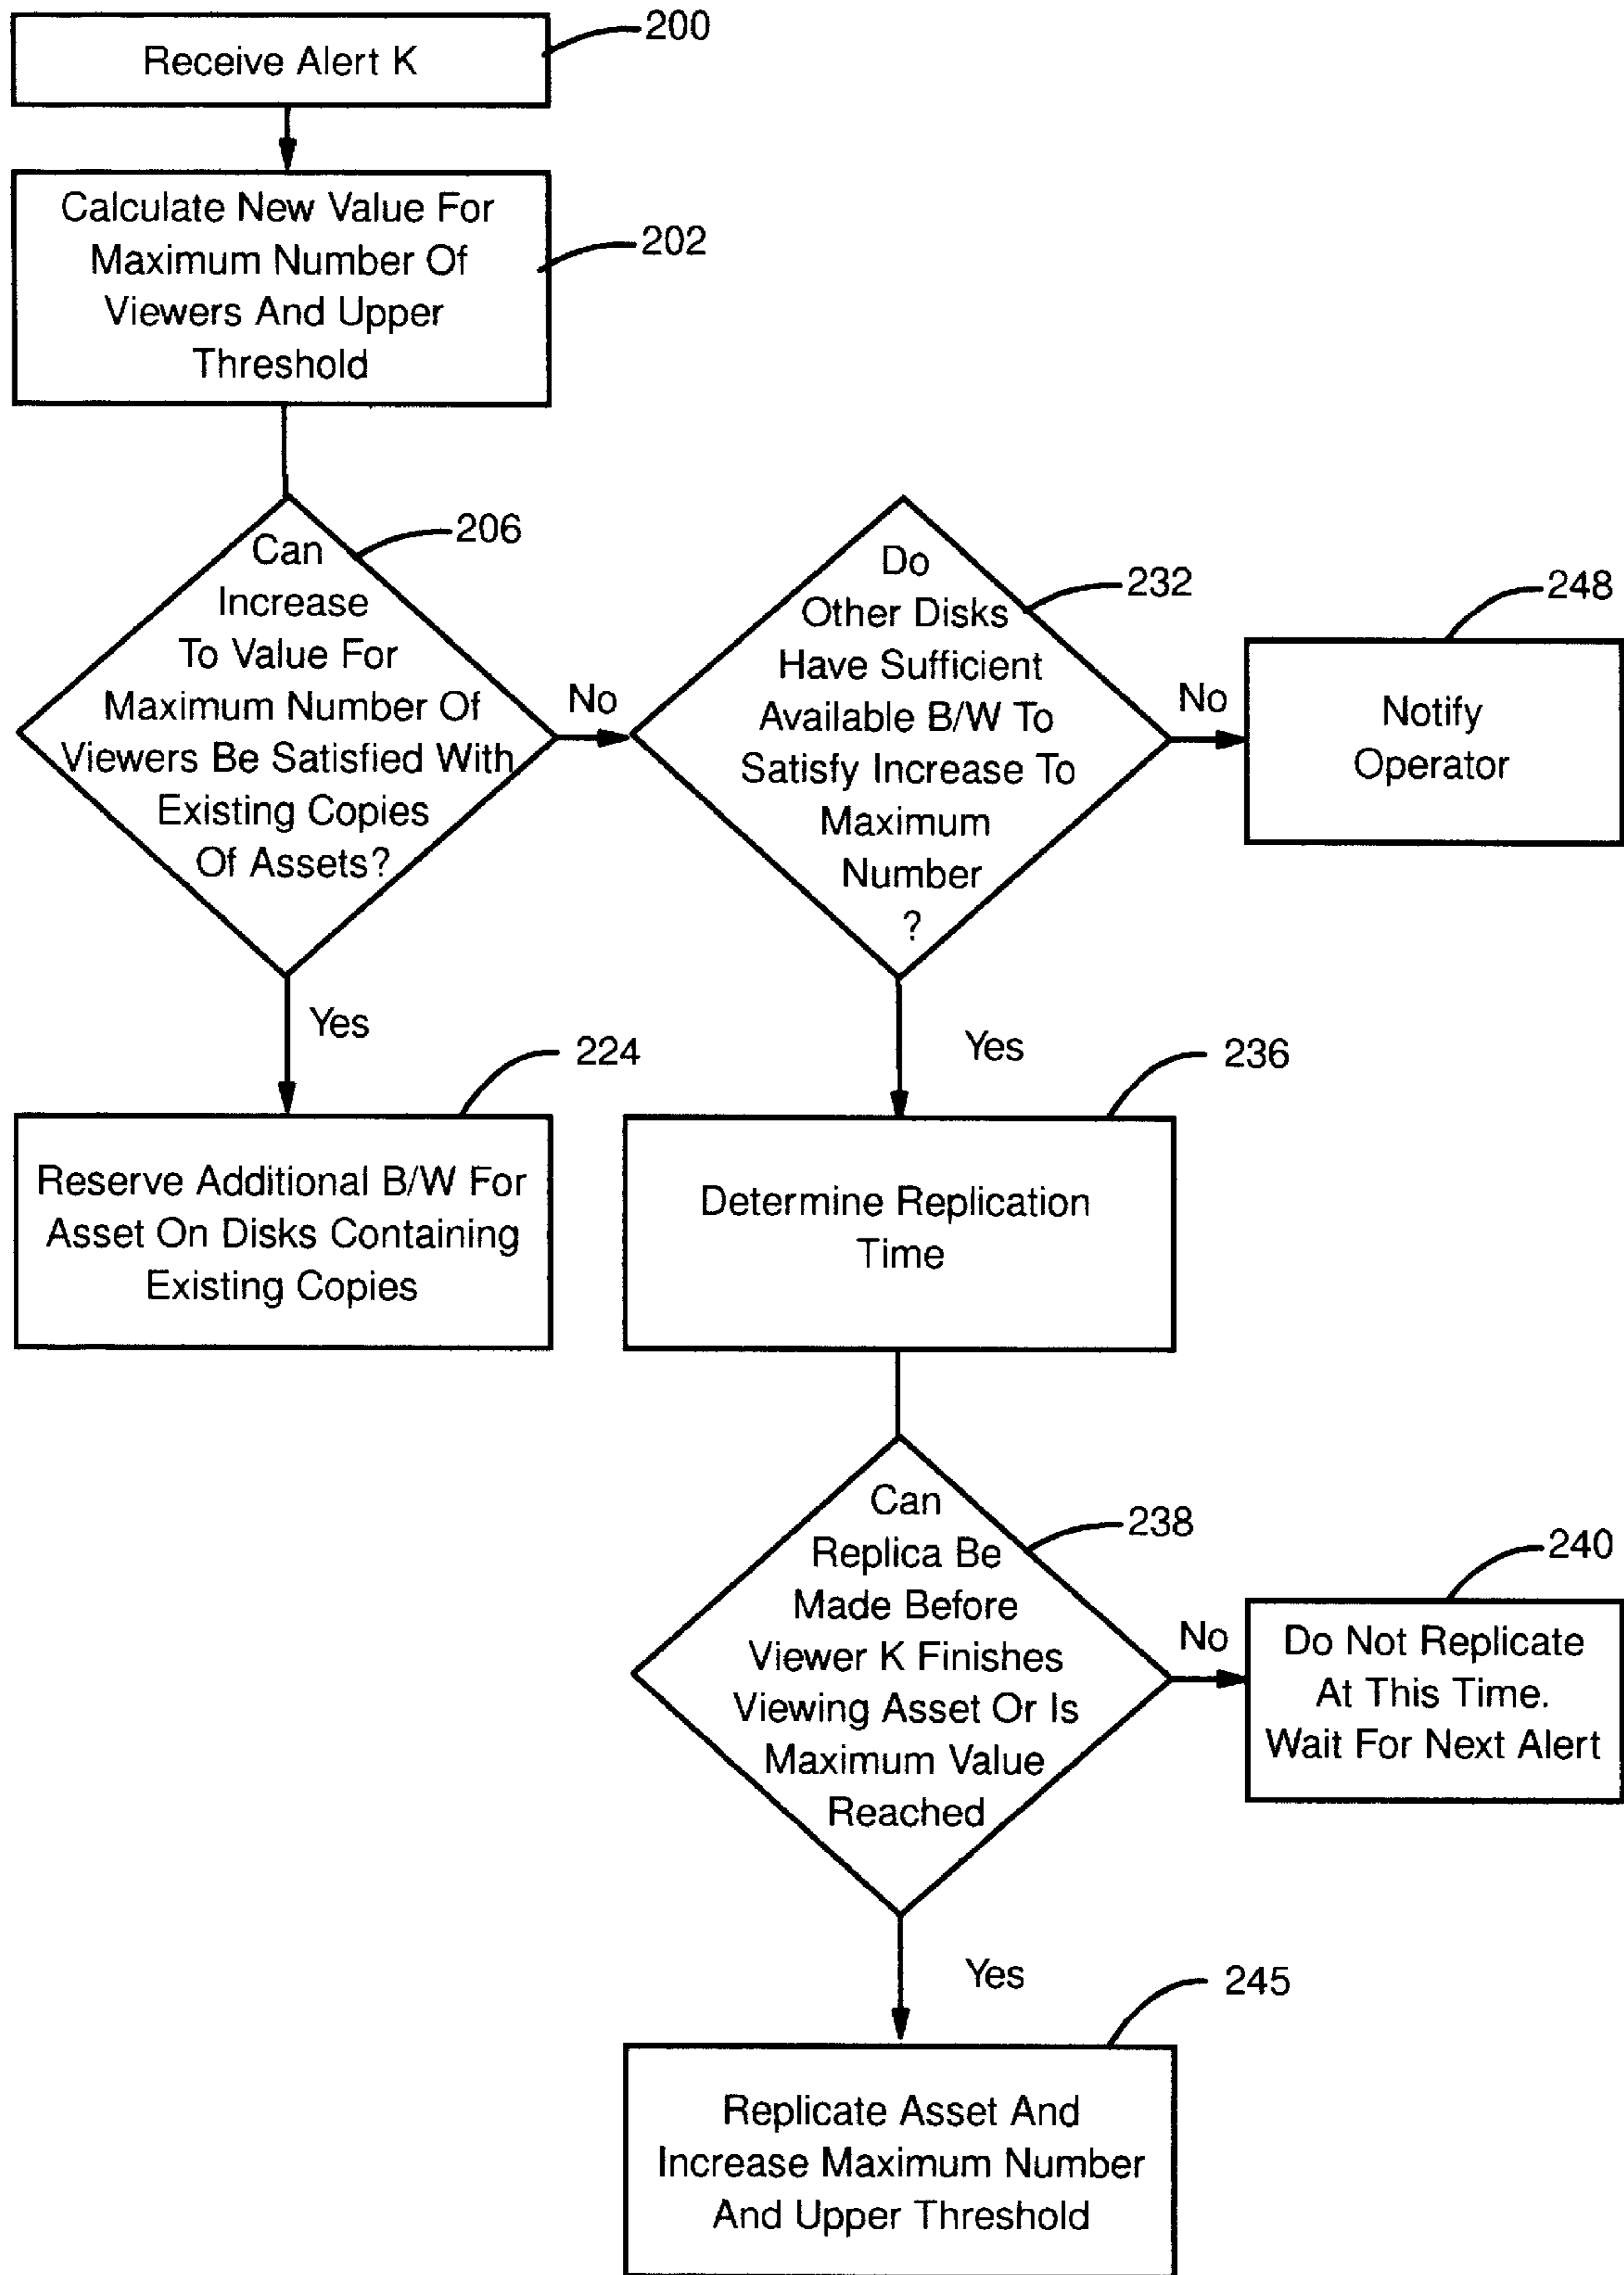 200
Receive Alert K
202
Calculate New Value For
Maximum Number Of
Viewers And Upper
Threshold
206
Can
Increase
To Value For
Maximum Number Of
Viewers Be Satisfied With
Existing Copies
Of Assets?
No
232
Do
Other Disks
Have Sufficient
Available B/W To
Satisfy Increase To
Maximum
Number
?
No
248
Notify
Operator
Yes
224
Reserve Additional B/W For
Asset On Disks Containing
Existing Copies
Yes
236
Determine Replication
Time
238
Can
Replica Be
Made Before
Viewer K Finishes
Viewing Asset Or Is
Maximum Value
Reached
No
240
Do Not Replicate
At This Time.
Wait For Next Alert
Yes
245
Replicate Asset And
Increase Maximum Number
And Upper Threshold